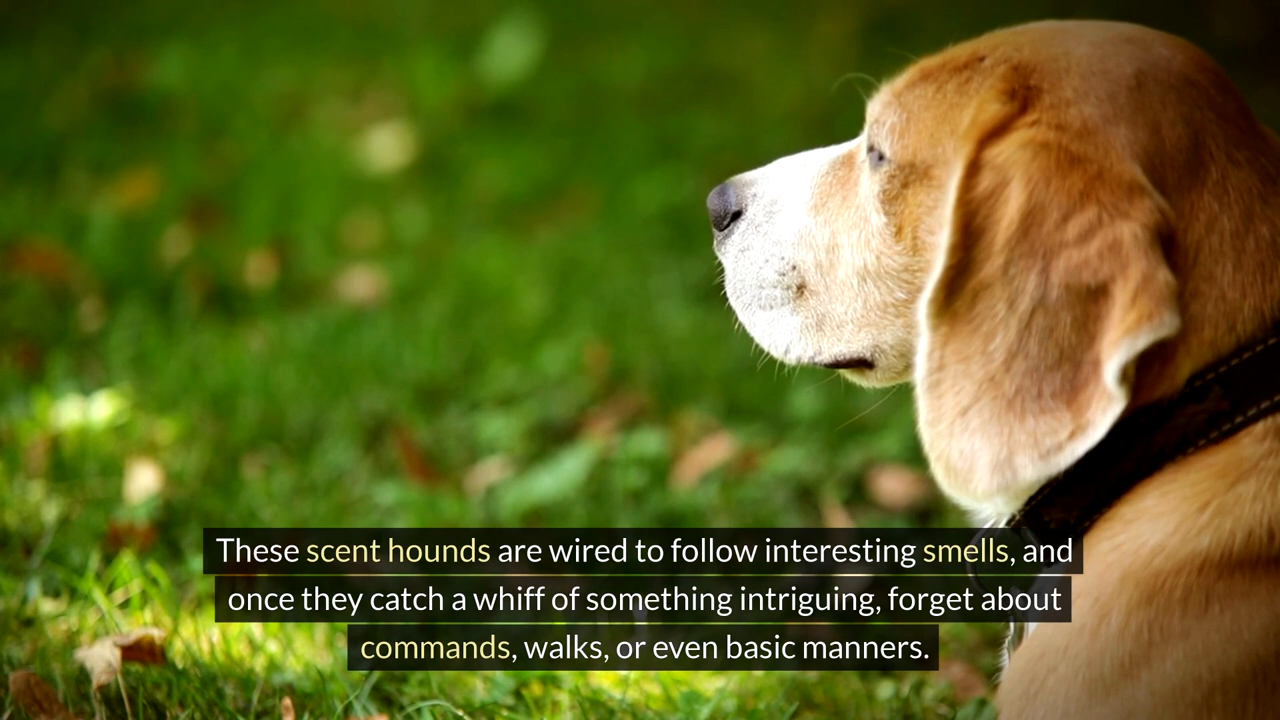 These scent hounds are wired to follow interesting smells, and
once they catch a whiff of something intriguing, forget about
commands, walks, or even basic manners.